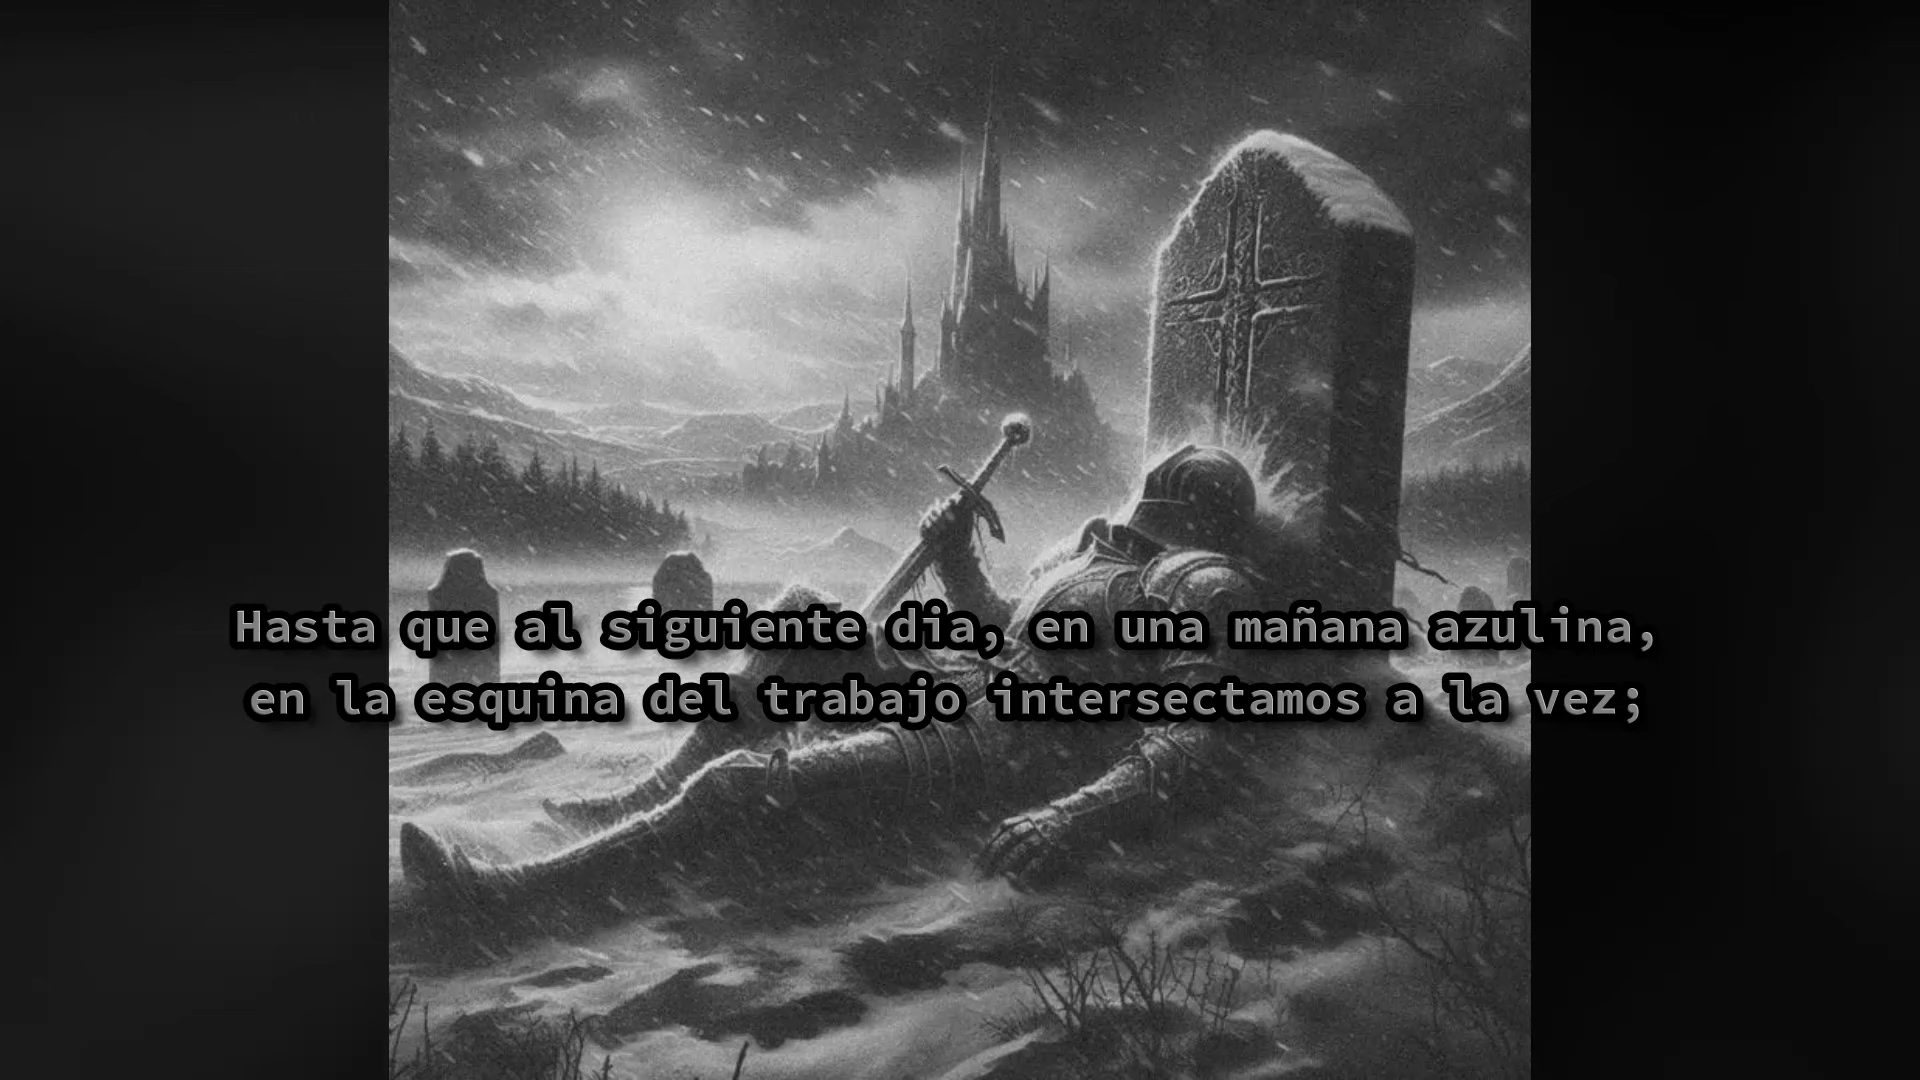 Hasta que al siguiente dia, en una mañana azulina,
en la esquina del trabajo intersectamos a la vez;